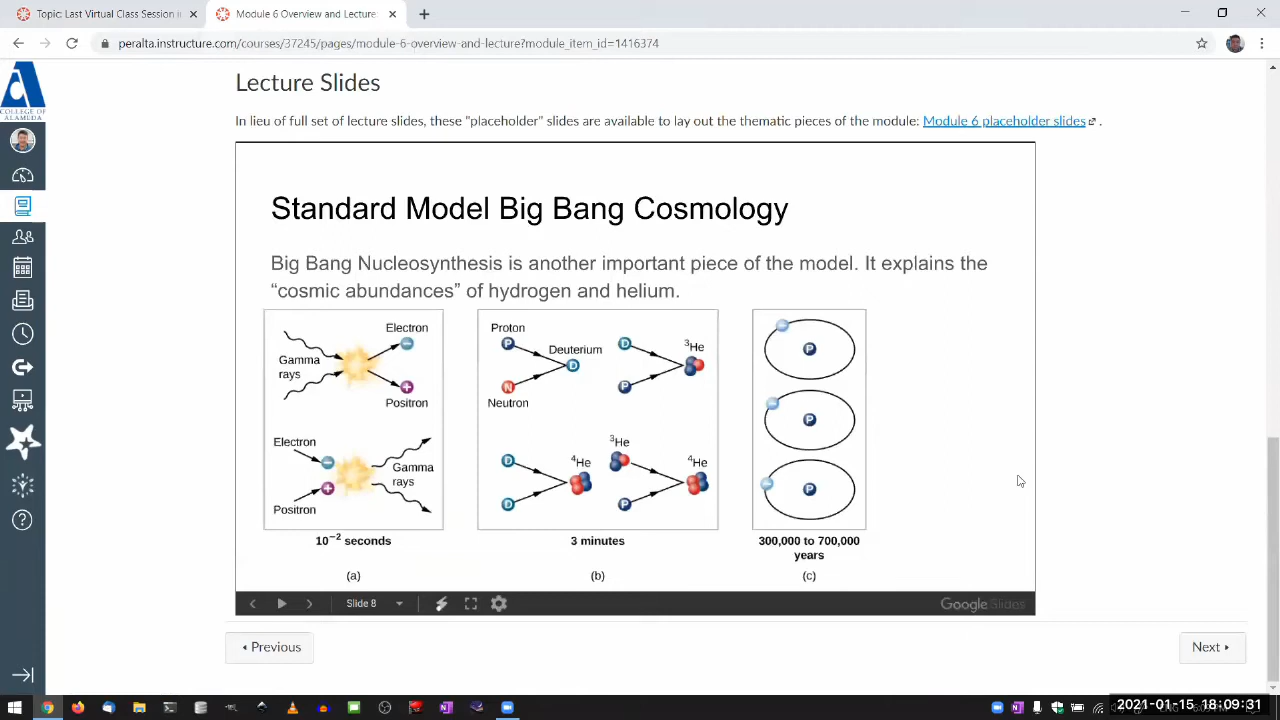 Topic: Last Virtual Class Session i
Module 6 Overview and Lecture:
peralta.instructure.com/courses/37245/pages/module-6-overview-and-lecture?module_item_id=1416374
COLLEGE OF
ALAMEDA
Lecture Slides
In lieu of full set of lecture slides, these "placeholder" slides are available to lay out the thematic pieces of the module: Module 6 placeholder slides .
Standard Model Big Bang Cosmology
Big Bang Nucleosynthesis is another important piece of the model. It explains the
“cosmic abundances” of hydrogen and helium.
Electron
Gamma
rays
Positron
Electron
Gamma
rays
Positron
10⁻² seconds
(a)
Proton
P
Deuterium
D
N
Neutron
D
³He
P
D
⁴He
D
³He
⁴He
P
3 minutes
(b)
P
P
P
300,000 to 700,000
years
(c)
Slide 8
Google Slides
Previous
Next
2021-01-15 18:09:31